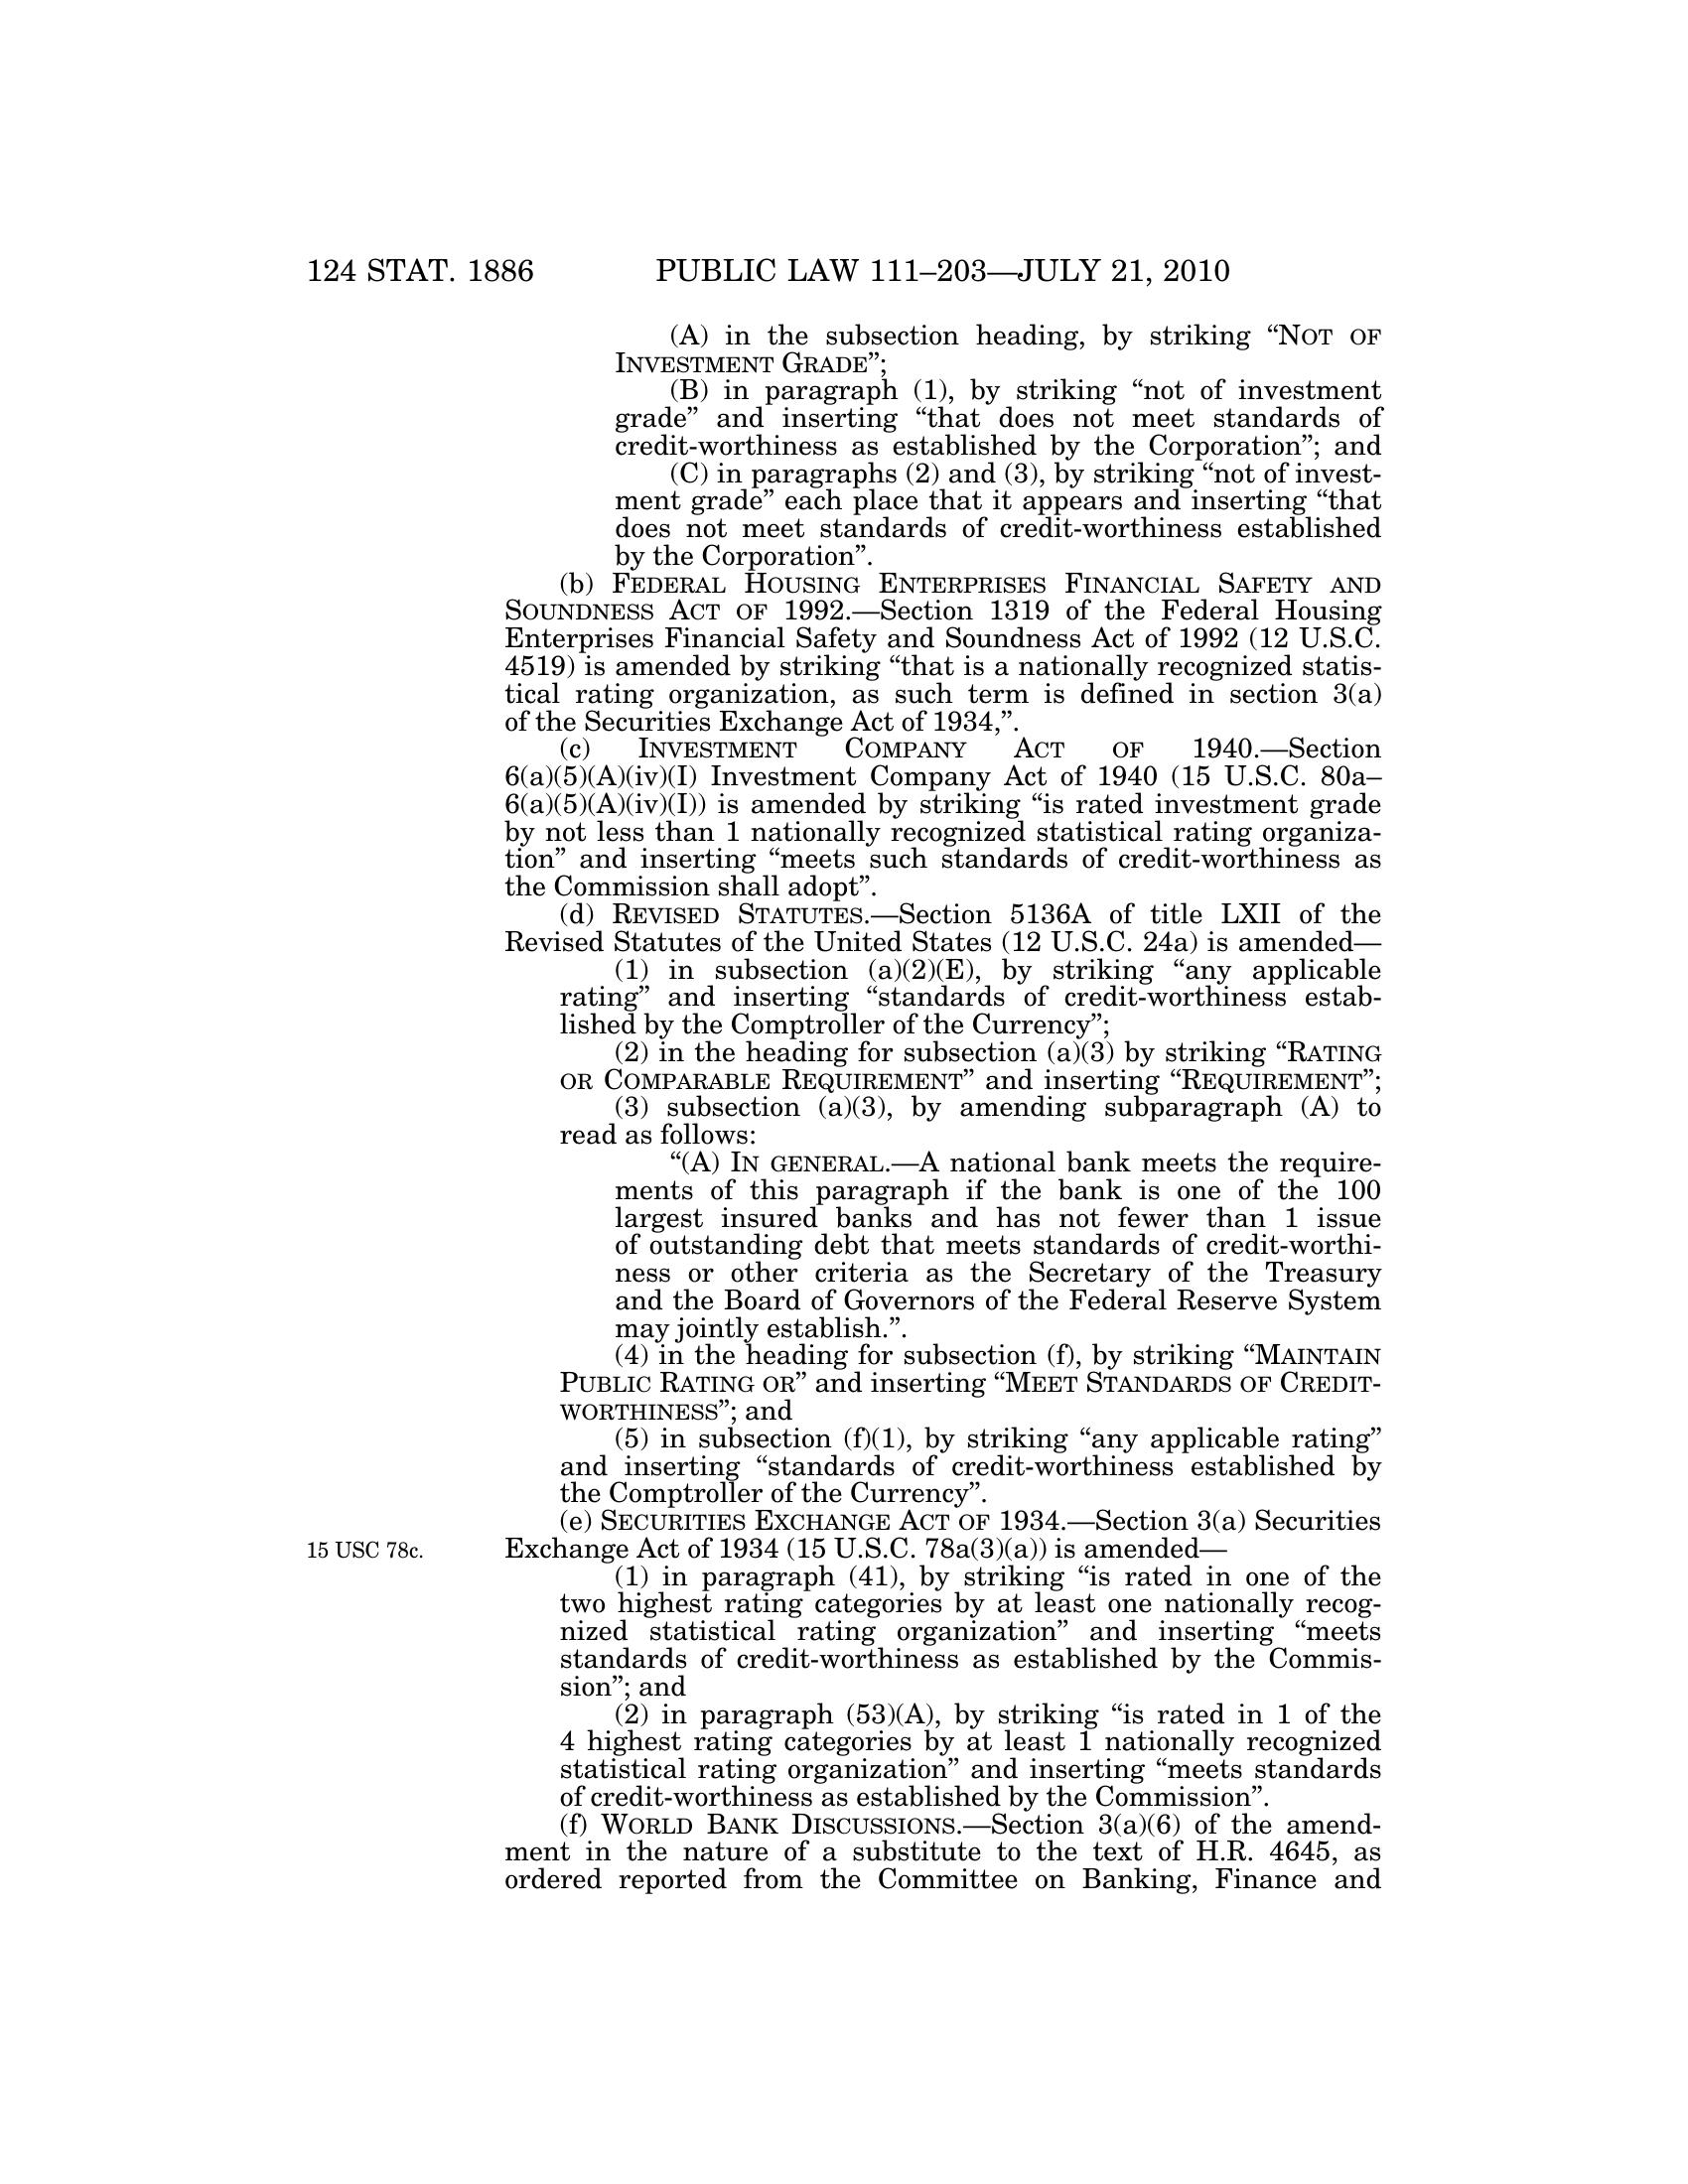 124 STAT. 1886 PUBLIC LAW 111–203—JULY 21, 2010
(A) in the subsection heading, by striking “NOT OF
INVESTMENT GRADE”;
(B) in paragraph (1), by striking “not of investment
grade” and inserting “that does not meet standards of
credit-worthiness as established by the Corporation”; and
(C) in paragraphs (2) and (3), by striking “not of invest-
ment grade” each place that it appears and inserting “that
does not meet standards of credit-worthiness established
by the Corporation”.
(b) FEDERAL HOUSING ENTERPRISES FINANCIAL SAFETY AND
SOUNDNESS ACT OF 1992.—Section 1319 of the Federal Housing
Enterprises Financial Safety and Soundness Act of 1992 (12 U.S.C.
4519) is amended by striking “that is a nationally recognized statis-
tical rating organization, as such term is defined in section 3(a)
of the Securities Exchange Act of 1934,”.
(c) INVESTMENT COMPANY ACT OF 1940.—Section
6(a)(5)(A)(iv)(I) Investment Company Act of 1940 (15 U.S.C. 80a–
6(a)(5)(A)(iv)(I)) is amended by striking “is rated investment grade
by not less than 1 nationally recognized statistical rating organiza-
tion” and inserting “meets such standards of credit-worthiness as
the Commission shall adopt”.
(d) REVISED STATUTES.—Section 5136A of title LXII of the
Revised Statutes of the United States (12 U.S.C. 24a) is amended—
(1) in subsection (a)(2)(E), by striking “any applicable
rating” and inserting “standards of credit-worthiness estab-
lished by the Comptroller of the Currency”;
(2) in the heading for subsection (a)(3) by striking “RATING
OR COMPARABLE REQUIREMENT” and inserting “REQUIREMENT”;
(3) subsection (a)(3), by amending subparagraph (A) to
read as follows:
“(A) IN GENERAL.—A national bank meets the require-
ments of this paragraph if the bank is one of the 100
largest insured banks and has not fewer than 1 issue
of outstanding debt that meets standards of credit-worthi-
ness or other criteria as the Secretary of the Treasury
and the Board of Governors of the Federal Reserve System
may jointly establish.”.
(4) in the heading for subsection (f), by striking “MAINTAIN
PUBLIC RATING OR” and inserting “MEET STANDARDS OF CREDIT-
WORTHINESS”; and
(5) in subsection (f)(1), by striking “any applicable rating”
and inserting “standards of credit-worthiness established by
the Comptroller of the Currency”.
(e) SECURITIES EXCHANGE ACT OF 1934.—Section 3(a) Securities
15 USC 78c. Exchange Act of 1934 (15 U.S.C. 78a(3)(a)) is amended—
(1) in paragraph (41), by striking “is rated in one of the
two highest rating categories by at least one nationally recog-
nized statistical rating organization” and inserting “meets
standards of credit-worthiness as established by the Commis-
sion”; and
(2) in paragraph (53)(A), by striking “is rated in 1 of the
4 highest rating categories by at least 1 nationally recognized
statistical rating organization” and inserting “meets standards
of credit-worthiness as established by the Commission”.
(f) WORLD BANK DISCUSSIONS.—Section 3(a)(6) of the amend-
ment in the nature of a substitute to the text of H.R. 4645, as
ordered reported from the Committee on Banking, Finance and